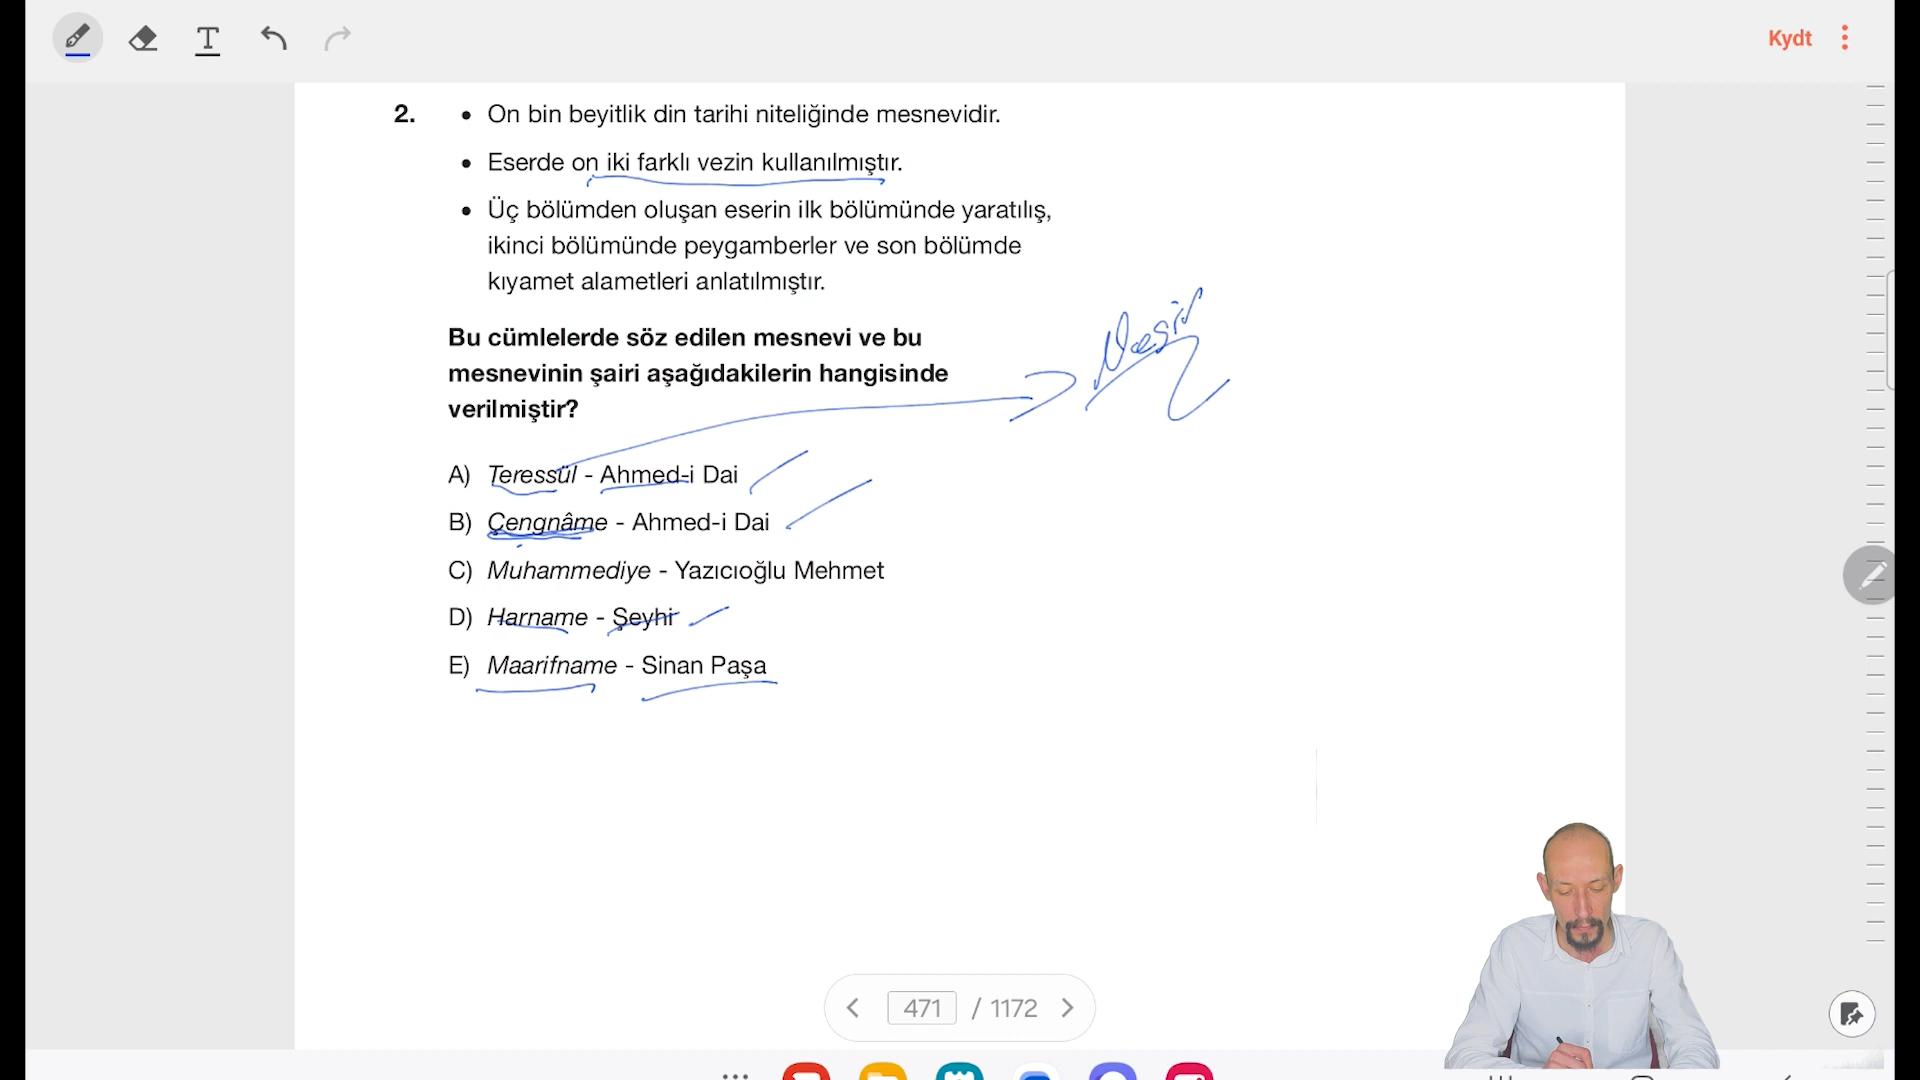 T
Kydt
2. • On bin beyitlik din tarihi niteliğinde mesnevidir.
• Eserde on iki farklı vezin kullanılmıştır.
• Üç bölümden oluşan eserin ilk bölümünde yaratılış,
ikinci bölümünde peygamberler ve son bölümde
kıyamet alametleri anlatılmıştır.
Bu cümlelerde söz edilen mesnevi ve bu
mesnevinin şairi aşağıdakilerin hangisinde
verilmiştir?
Nesir
A) Teressül - Ahmed-i Dai
B) Çengnâme - Ahmed-i Dai
C) Muhammediye - Yazıcıoğlu Mehmet
D) Harname - Şeyhi
E) Maarifname - Sinan Paşa
471 / 1172